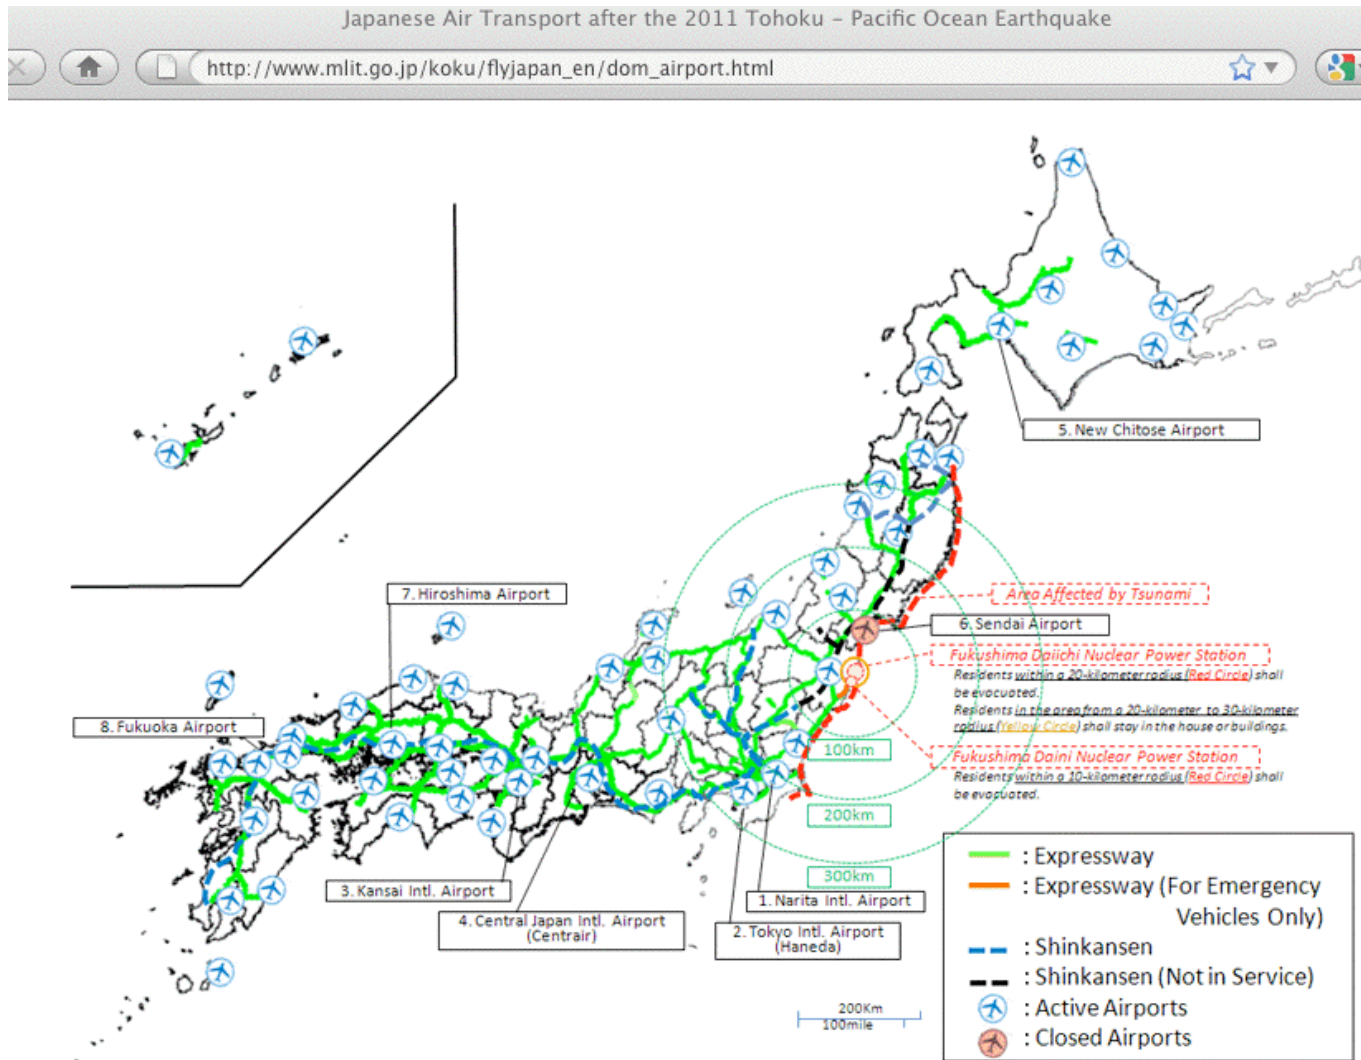 Japanese Air Transport after the 2011 Tohoku – Pacific Ocean Earthquake
http://www.mlit.go.jp/koku/flyjapan_en/dom_airport.html
5. New Chitose Airport
7. Hiroshima Airport
Area Affected by Tsunami
6. Sendai Airport
Fukushima Daiichi Nuclear Power Station
Residents within a 20-kilometer radius (Red Circle) shall
be evacuated.
Residents in the area from a 20-kilometer to 30-kilometer
radius (Yellow Circle) shall stay in the house or buildings.
8. Fukuoka Airport
100km
Fukushima Daini Nuclear Power Station
Residents within a 10-kilometer radius (Red Circle) shall
be evacuated.
200km
300km
3. Kansai Intl. Airport
1. Narita Intl. Airport
4. Central Japan Intl. Airport
(Centrair)
2. Tokyo Intl. Airport
(Haneda)
: Expressway
: Expressway (For Emergency
Vehicles Only)
: Shinkansen
: Shinkansen (Not in Service)
: Active Airports
: Closed Airports
200Km
100mile